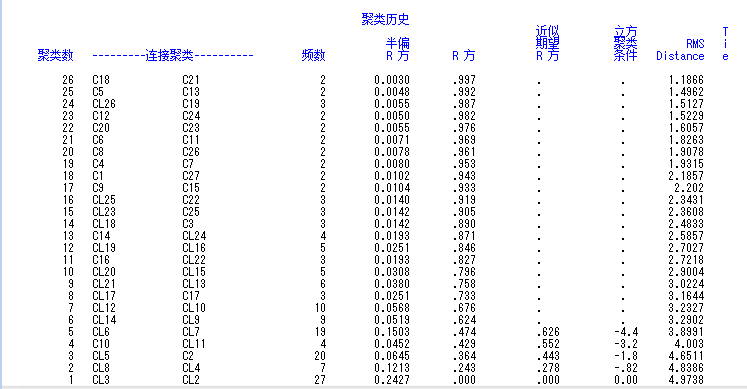 聚类历史
近似 立方 T
半偏 期望 聚类 RMS i
聚类数 ---------连接聚类---------- 频数 R 方 R 方 R 方 条件 Distance e
26 C18 C21 2 0.0030 .997 . . 1.1866
25 C5 C13 2 0.0048 .992 . . 1.4962
24 CL26 C19 3 0.0055 .987 . . 1.5127
23 C12 C24 2 0.0050 .982 . . 1.5229
22 C20 C23 2 0.0055 .976 . . 1.6057
21 C6 C11 2 0.0071 .969 . . 1.8263
20 C8 C26 2 0.0078 .961 . . 1.9078
19 C4 C7 2 0.0080 .953 . . 1.9315
18 C1 C27 2 0.0102 .943 . . 2.1857
17 C9 C15 2 0.0104 .933 . . 2.202
16 CL25 C22 3 0.0140 .919 . . 2.3431
15 CL23 C25 3 0.0142 .905 . . 2.3608
14 CL18 C3 3 0.0142 .890 . . 2.4833
13 C14 CL24 4 0.0193 .871 . . 2.5857
12 CL19 CL16 5 0.0251 .846 . . 2.7027
11 C16 CL22 3 0.0193 .827 . . 2.7218
10 CL20 CL15 5 0.0308 .796 . . 2.9004
9 CL21 CL13 6 0.0380 .758 . . 3.0224
8 CL17 C17 3 0.0251 .733 . . 3.1644
7 CL12 CL10 10 0.0568 .676 . . 3.2327
6 CL14 CL9 9 0.0519 .624 . . 3.2902
5 CL6 CL7 19 0.1503 .474 .626 -4.4 3.8991
4 C10 CL11 4 0.0452 .429 .552 -3.2 4.003
3 CL5 C2 20 0.0645 .364 .443 -1.8 4.6511
2 CL8 CL4 7 0.1213 .243 .278 -.82 4.8386
1 CL3 CL2 27 0.2427 .000 .000 0.00 4.9738